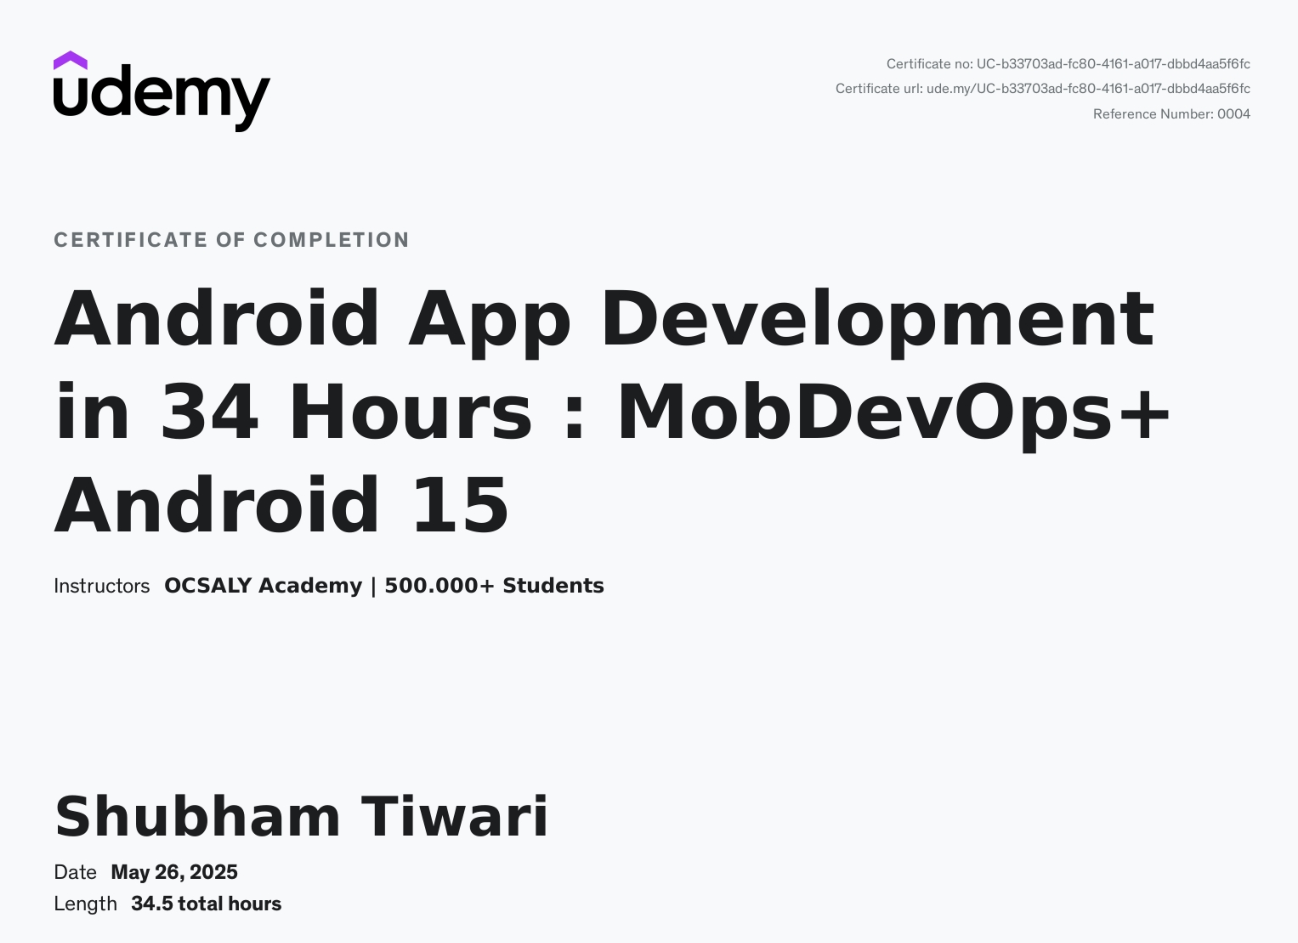 udemy
Certificate no: UC-b33703ad-fc80-4161-a017-dbbd4aa5f6fc
Certificate url: ude.my/UC-b33703ad-fc80-4161-a017-dbbd4aa5f6fc
Reference Number: 0004
CERTIFICATE OF COMPLETION
Android App Development
in 34 Hours : MobDevOps+
Android 15
Instructors OCSALY Academy | 500.000+ Students
Shubham Tiwari
Date May 26, 2025
Length 34.5 total hours